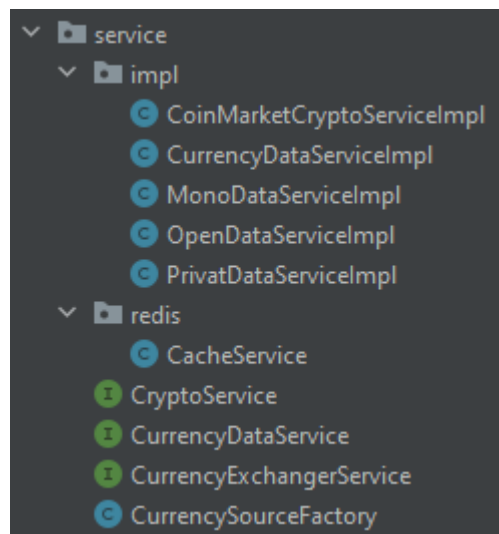 service
impl
C CoinMarketCryptoServiceImpl
C CurrencyDataServiceImpl
C MonoDataServiceImpl
C OpenDataServiceImpl
C PrivatDataServiceImpl
redis
C CacheService
I CryptoService
I CurrencyDataService
I CurrencyExchangerService
C CurrencySourceFactory